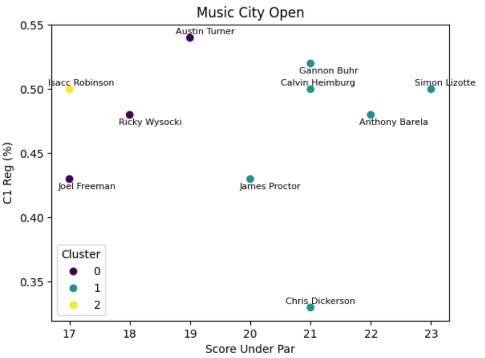 Music City Open
Austin Turner
Gannon Buhr
Isacc Robinson
Calvin Heimburg
Simon Lizotte
Ricky Wysocki
Anthony Barela
Joel Freeman
James Proctor
Chris Dickerson
C1 Reg (%)
0.55
0.50
0.45
0.40
0.35
Cluster
0
1
2
17 18 19 20 21 22 23
Score Under Par